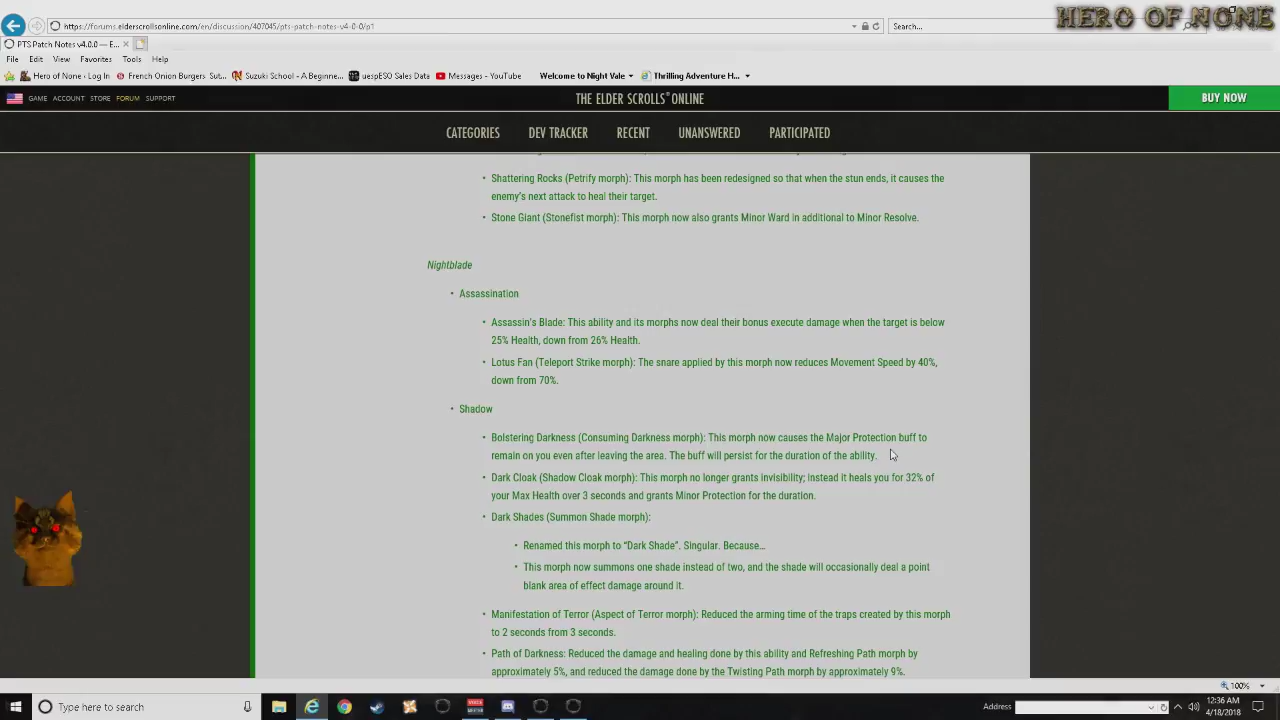 HERO OF NONE
https://forums.elderscrollsonline.com/en/discussion/407045/pts-patch-notes-v4-0-0/p1
Search...
PTS Patch Notes v4.0.0 — E...
File Edit View Favorites Tools Help
Hero of None ‹ Log In French Onion Burgers Sut... Suzuki School - A Beginne... uespESO Sales Data Messages - YouTube Welcome to Night Vale Thrilling Adventure H...
GAME ACCOUNT STORE FORUM SUPPORT
THE ELDER SCROLLS ONLINE
BUY NOW
CATEGORIES DEV TRACKER RECENT UNANSWERED PARTICIPATED
• Shattering Rocks (Petrify morph): This morph has been redesigned so that when the stun ends, it causes the
enemy's next attack to heal their target.
• Stone Giant (Stonefist morph): This morph now also grants Minor Ward in additional to Minor Resolve.
Nightblade
• Assassination
• Assassin's Blade: This ability and its morphs now deal their bonus execute damage when the target is below
25% Health, down from 26% Health.
• Lotus Fan (Teleport Strike morph): The snare applied by this morph now reduces Movement Speed by 40%,
down from 70%.
• Shadow
• Bolstering Darkness (Consuming Darkness morph): This morph now causes the Major Protection buff to
remain on you even after leaving the area. The buff will persist for the duration of the ability.
• Dark Cloak (Shadow Cloak morph): This morph no longer grants invisibility; instead it heals you for 32% of
your Max Health over 3 seconds and grants Minor Protection for the duration.
• Dark Shades (Summon Shade morph):
• Renamed this morph to “Dark Shade”. Singular. Because…
• This morph now summons one shade instead of two, and the shade will occasionally deal a point
blank area of effect damage around it.
• Manifestation of Terror (Aspect of Terror morph): Reduced the arming time of the traps created by this morph
to 2 seconds from 3 seconds.
• Path of Darkness: Reduced the damage and healing done by this ability and Refreshing Path morph by
approximately 5%, and reduced the damage done by the Twisting Path morph by approximately 9%.
100%
Type here to search
Address
12:36 AM
4/18/2018